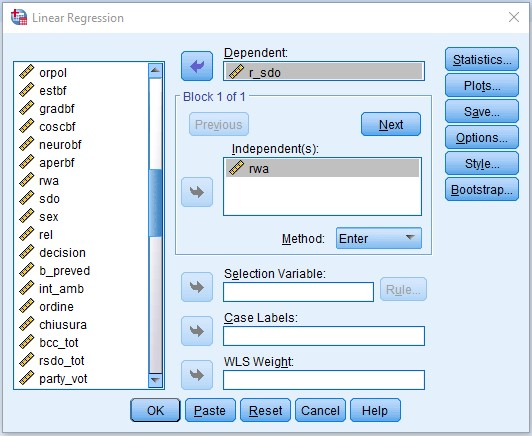 Linear Regression
orpol
estbf
gradbf
coscbf
neurobf
aperbf
rwa
sdo
sex
rel
decision
b_preved
int_amb
ordine
chiusura
bcc_tot
rsdo_tot
party_vot
Dependent:
r_sdo
Block 1 of 1
Previous
Next
Independent(s):
rwa
Method:
Enter
Selection Variable:
Rule...
Case Labels:
WLS Weight:
Statistics...
Plots...
Save...
Options...
Style...
Bootstrap...
OK
Paste
Reset
Cancel
Help